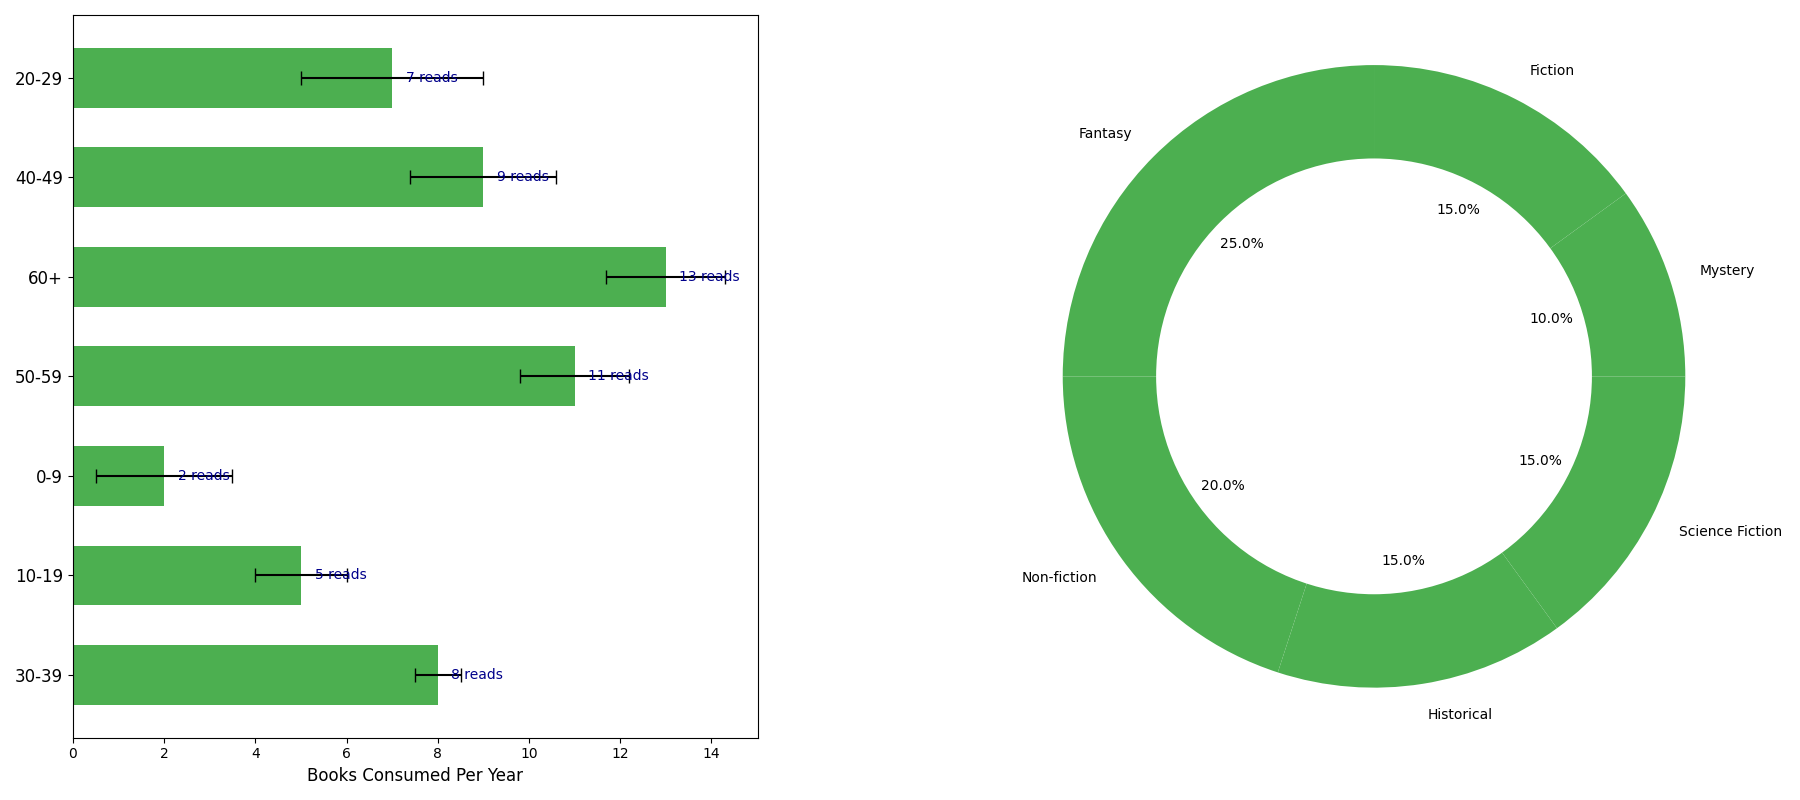 20-29
7 reads
40-49
9 reads
60+
13 reads
50-59
11 reads
0-9
2 reads
10-19
5 reads
30-39
8 reads
0 2 4 6 8 10 12 14
Books Consumed Per Year
Fiction
Fantasy
15.0%
25.0%
Mystery
10.0%
15.0%
20.0%
Science Fiction
15.0%
Non-fiction
Historical